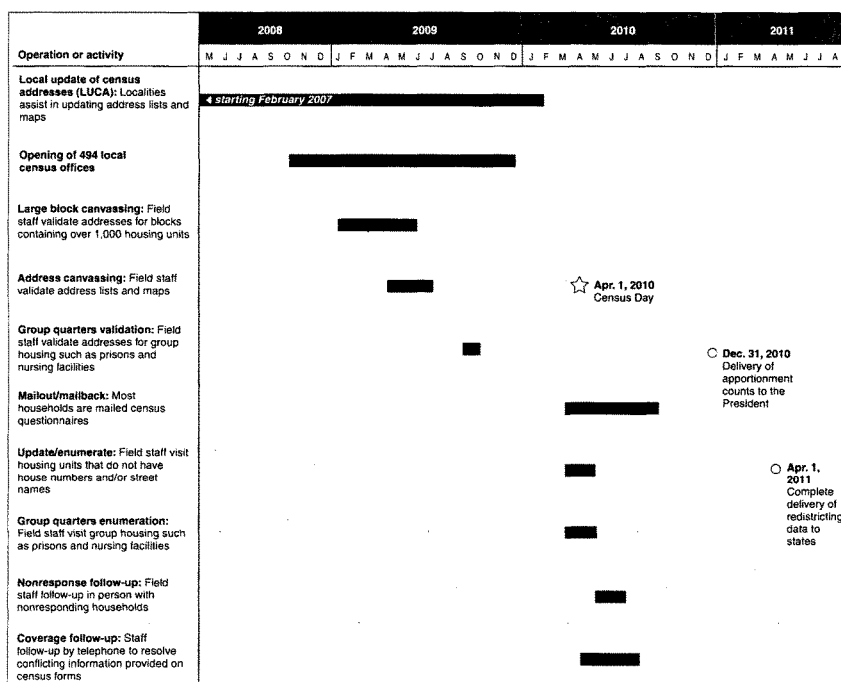 2008 2009 2010 2011
Operation or activity
M J J A S O N D J F M A M J J A S O N D J F M A M J J A S O N D J F M A M J J A
Local update of census
addresses (LUCA): Localities
assist in updating address lists and
maps
starting February 2007
Opening of 494 local
census offices
Large block canvassing: Field
staff validate addresses for blocks
containing over 1,000 housing units
Address canvassing: Field staff
validate address lists and maps
Apr. 1, 2010
Census Day
Group quarters validation: Field
staff validate addresses for group
housing such as prisons and
nursing facilities
Dec. 31, 2010
Delivery of
apportionment
counts to the
President
Mailout/mailback: Most
households are mailed census
questionnaires
Update/enumerate: Field staff visit
housing units that do not have
house numbers and/or street
names
Apr. 1,
2011
Complete
delivery of
redistricting
data to
states
Group quarters enumeration:
Field staff visit group housing such
as prisons and nursing facilities
Nonresponse follow-up: Field
staff follow-up in person with
nonresponding households
Coverage follow-up: Staff
follow-up by telephone to resolve
conflicting information provided on
census forms